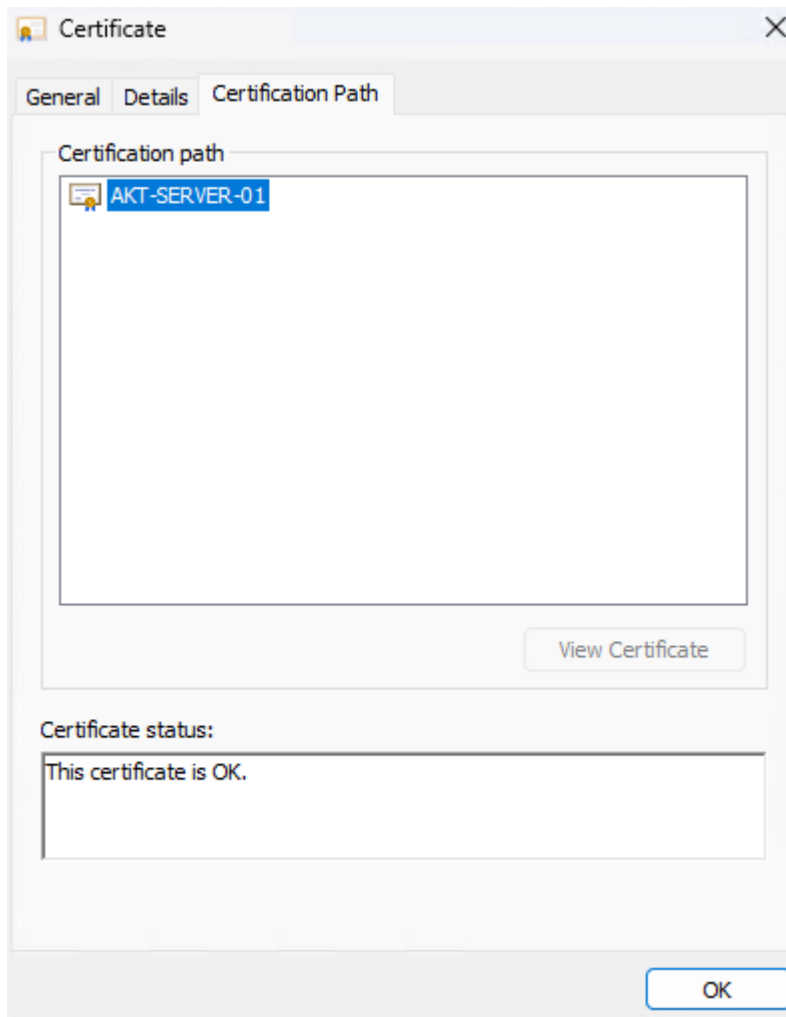 Certificate
General
Details
Certification Path
Certification path
AKT-SERVER-01
View Certificate
Certificate status:
This certificate is OK.
OK